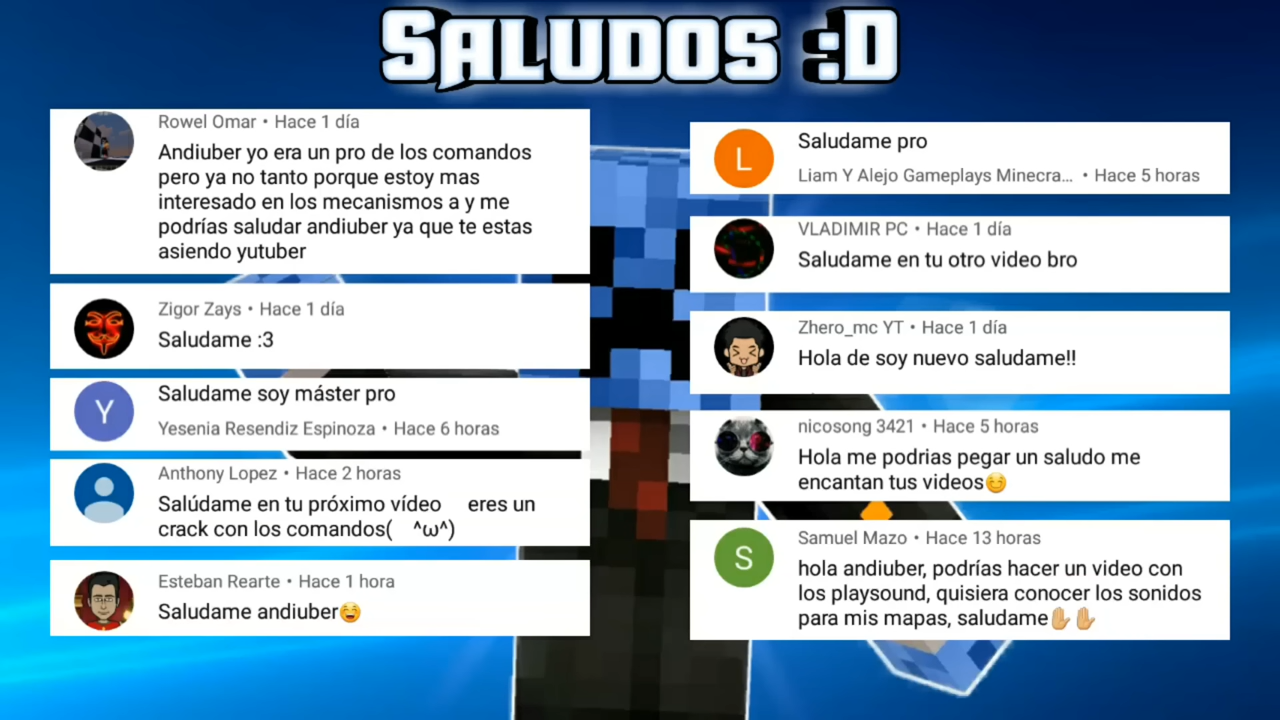 SALUDOS :D
Rowel Omar • Hace 1 día
Andiuber yo era un pro de los comandos
pero ya no tanto porque estoy mas
interesado en los mecanismos a y me
podrías saludar andiuber ya que te estas
asiendo yutuber
Zigor Zays • Hace 1 día
Saludame :3
Y
Saludame soy máster pro
Yesenia Resendiz Espinoza • Hace 6 horas
Anthony Lopez • Hace 2 horas
Salúdame en tu próximo vídeo eres un
crack con los comandos( ^ω^)
Esteban Rearte • Hace 1 hora
Saludame andiuber😁
L
Saludame pro
Liam Y Alejo Gameplays Minecra... • Hace 5 horas
VLADIMIR PC • Hace 1 día
Saludame en tu otro video bro
Zhero_mc YT • Hace 1 día
Hola de soy nuevo saludame!!
nicosong 3421 • Hace 5 horas
Hola me podrias pegar un saludo me
encantan tus videos😊
S
Samuel Mazo • Hace 13 horas
hola andiuber, podrías hacer un video con
los playsound, quisiera conocer los sonidos
para mis mapas, saludame✋🏼✋🏼